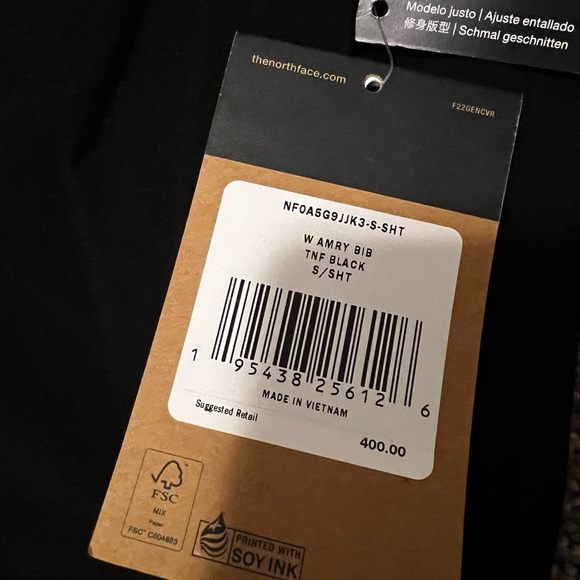 Modelo justo | Ajuste entallado
修身版型 | Schmal geschnitten
thenorthface.com
F22GENCVR
NF0A5G9JJK3-S-SHT
W AMRY BIB
TNF BLACK
S/SHT
1 95438 25612 6
MADE IN VIETNAM
Suggested Retail
400.00
FSC
MIX
Paper
FSC™ C004683
PRINTED WITH
SOY INK